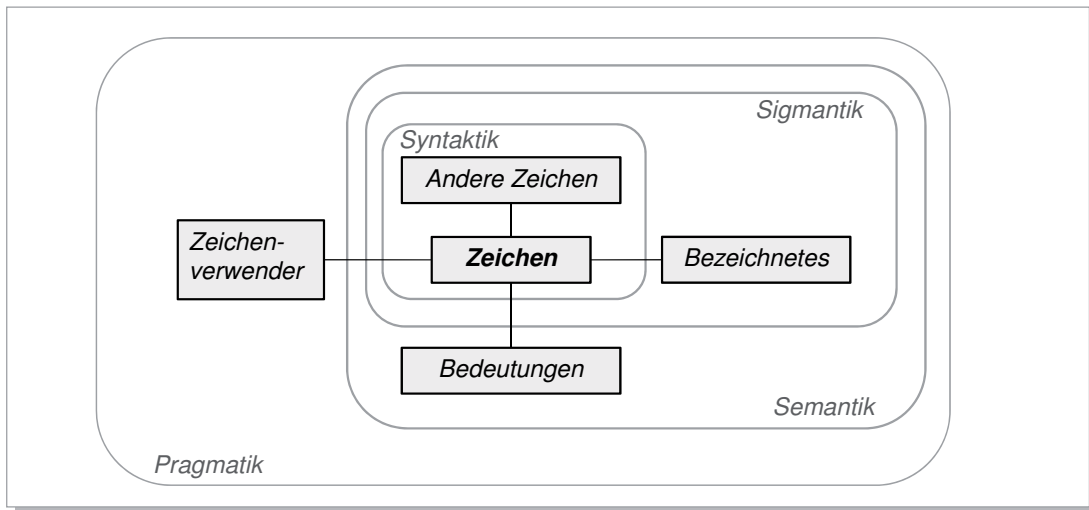 Sigmantik
Syntaktik
Andere Zeichen
Zeichen-
verwender
Zeichen
Bezeichnetes
Bedeutungen
Semantik
Pragmatik